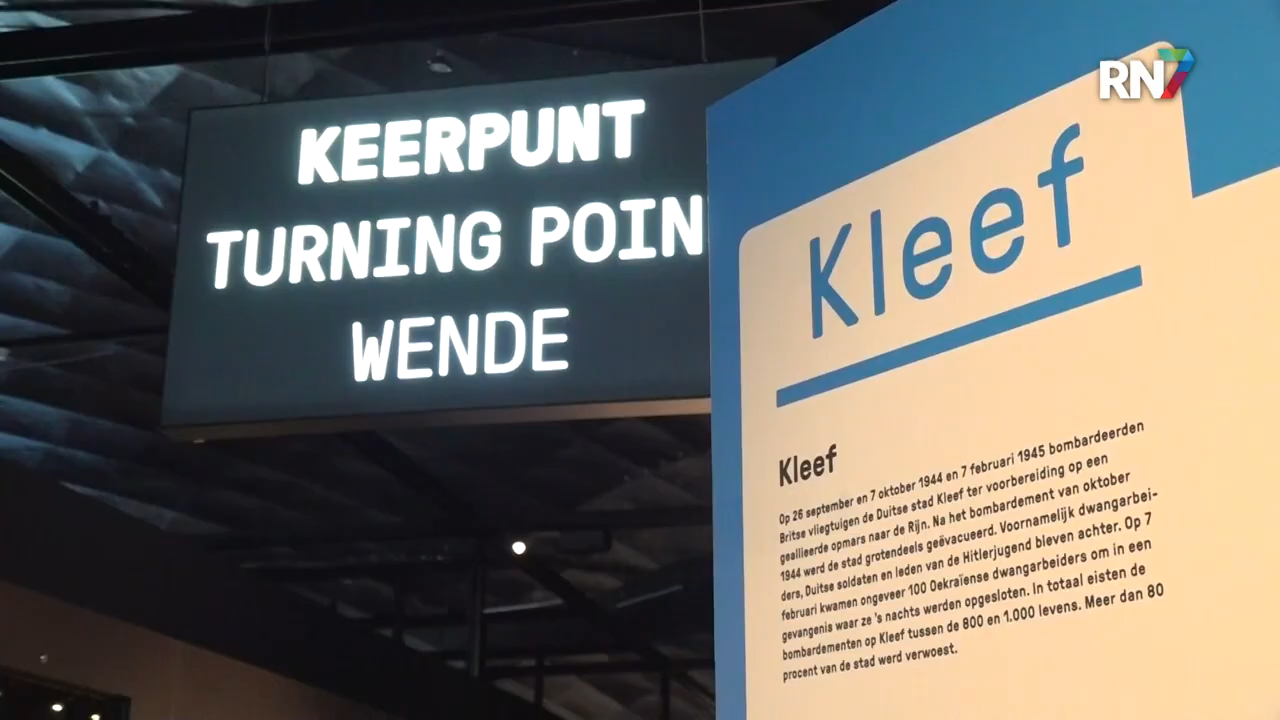 RN7
KEERPUNT
TURNING POIN
WENDE
Kleef
Kleef
Op 26 september en 7 oktober 1944 en 7 februari 1945 bombardeerden
Britse vliegtuigen de Duitse stad Kleef ter voorbereiding op een
geallieerde opmars naar de Rijn. Na het bombardement van oktober
1944 werd de stad grotendeels geëvacueerd. Voornamelijk dwangarbei-
ders, Duitse soldaten en leden van de Hitlerjugend bleven achter. Op 7
februari kwamen ongeveer 100 Oekraïense dwangarbeiders om in een
gevangenis waar ze 's nachts werden opgesloten. In totaal eisten de
bombardementen op Kleef tussen de 800 en 1.000 levens. Meer dan 80
procent van de stad werd verwoest.